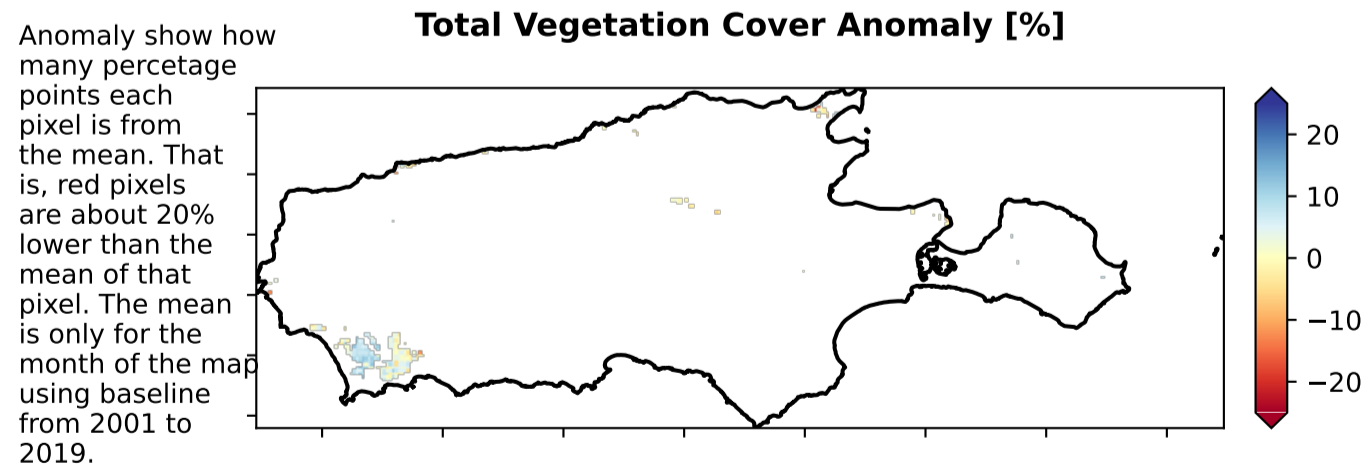 Total Vegetation Cover Anomaly [%]
Anomaly show how
many percetage
points each
pixel is from
the mean. That
is, red pixels
are about 20%
lower than the
mean of that
pixel. The mean
is only for the
month of the map
using baseline
from 2001 to
2019.
20
10
0
−10
−20